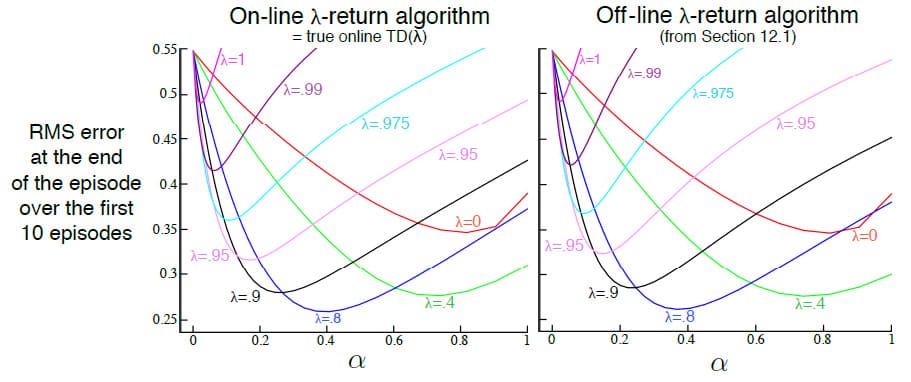 On-line λ-return algorithm
= true online TD(λ)
Off-line λ-return algorithm
(from Section 12.1)
RMS error
at the end
of the episode
over the first
10 episodes
0.55
0.5
0.45
0.4
0.35
0.3
0.25
λ=1
λ=.99
λ=.975
λ=.95
λ=0
λ=.95
λ=.9
λ=.4
λ=.8
0 0.2 0.4 0.6 0.8 1
α
λ=1
λ=.99
λ=.975
λ=.95
λ=0
λ=.95
λ=.9
λ=.4
λ=.8
0 0.2 0.4 0.6 0.8 1
α